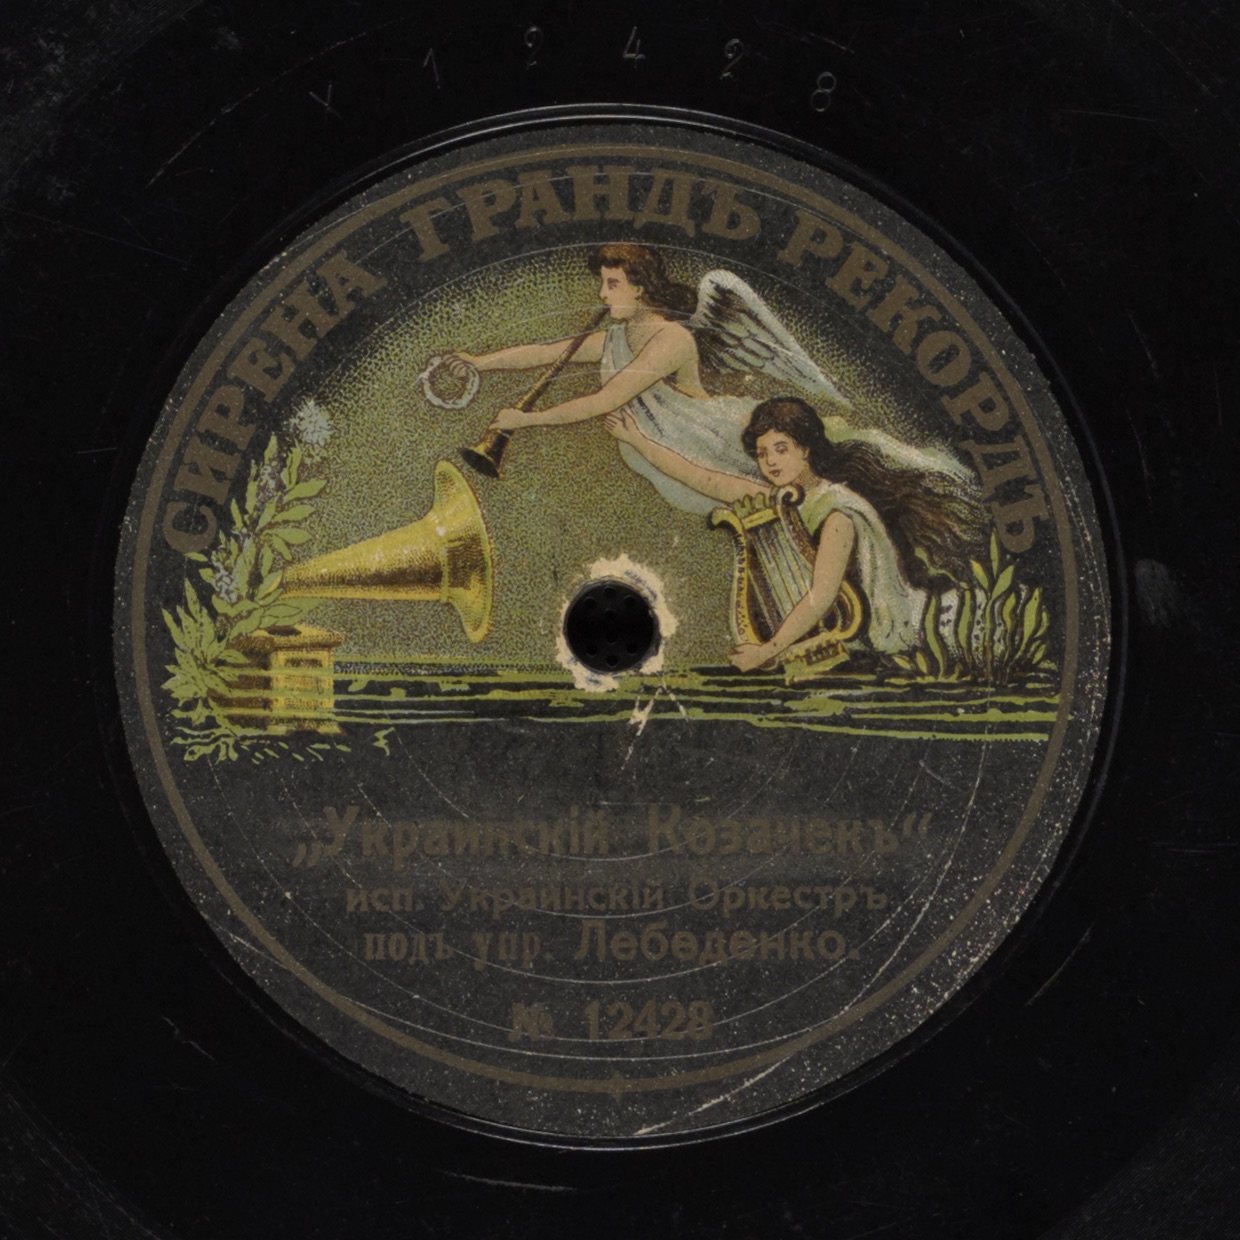 x 12428
СИРЕНА ГРАНДЪ РЕКОРДЪ
„Украинскій Козачекъ“
исп. Украинскій Оркестръ
подъ упр. Лебеденко.
№ 12428